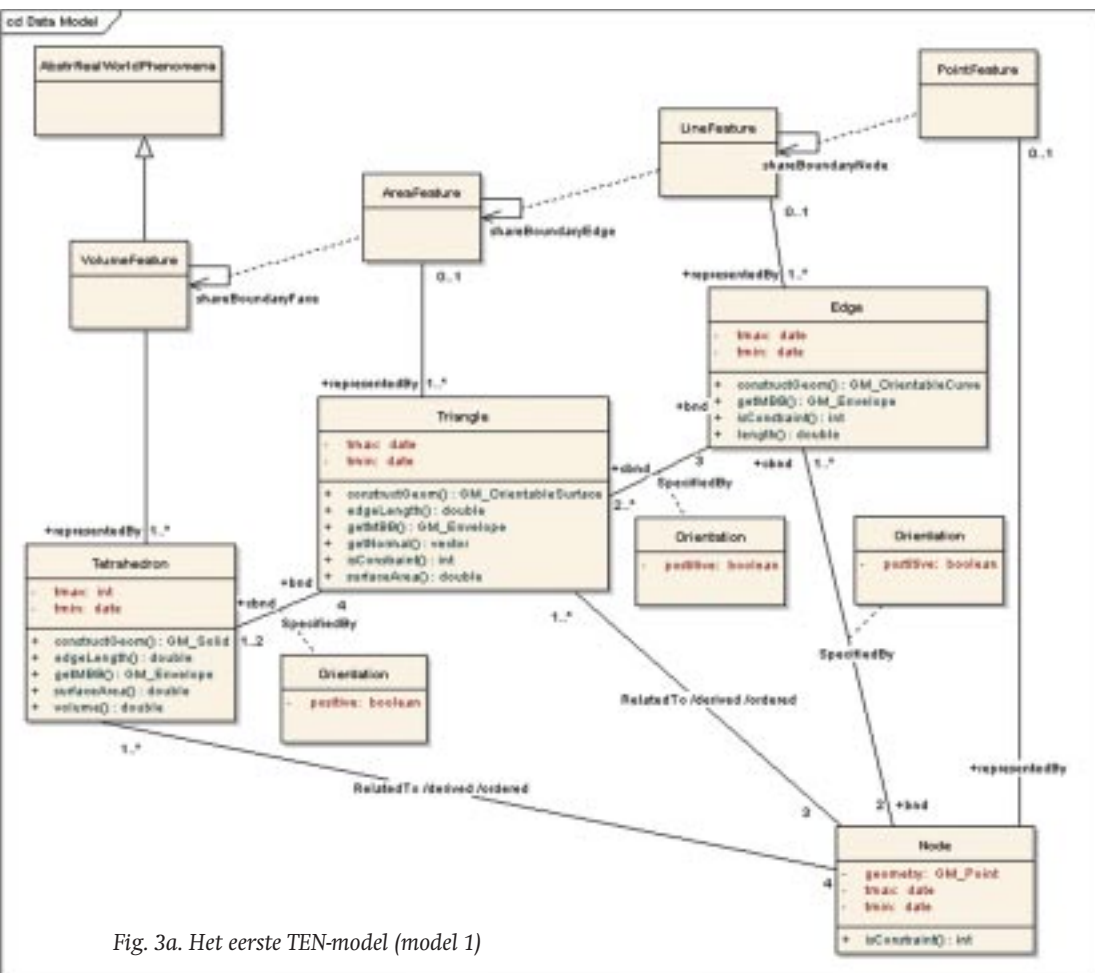 cd Data Model
AbstrRealWorldPhenomena
PointFeature
LineFeature
0..1
shareBoundaryNode
AreaFeature
0..1
shareBoundaryEdge
VolumeFeature
0..1
+representedBy 1..*
shareBoundaryFans
Edge
- tmax: date
- tmin: date
+ constructGeom() : GM_OrientableCurve
+ getMBB() : GM_Envelope
+ isConstraint() : int
+ length() : double
+representedBy 1..*
Triangle
- tmax: date
- tmin: date
+ constructGeom() : GM_OrientableSurface
+ edgeLength() : double
+ getMBB() : GM_Envelope
+ getNormal() : vector
+ isConstraint() : int
+ surfaceArea() : double
+bnd
3
+cbnd
2..*
SpecifiedBy
+cbnd 1..*
Orientation
- positive: boolean
Orientation
- positive: boolean
+representedBy 1..*
Tetrahedron
- tmax: int
- tmin: date
+ constructGeom() : GM_Solid
+ edgeLength() : double
+ getMBB() : GM_Envelope
+ surfaceArea() : double
+ volume() : double
+bnd
4
+cbnd
1..2
SpecifiedBy
1..*
SpecifiedBy
Orientation
- positive: boolean
RelatedTo /derived /ordered
1..*
RelatedTo /derived /ordered
+representedBy
3
2 +bnd
4
Node
- geometry: GM_Point
- tmax: date
- tmin: date
+ isConstraint() : int
Fig. 3a. Het eerste TEN-model (model 1)